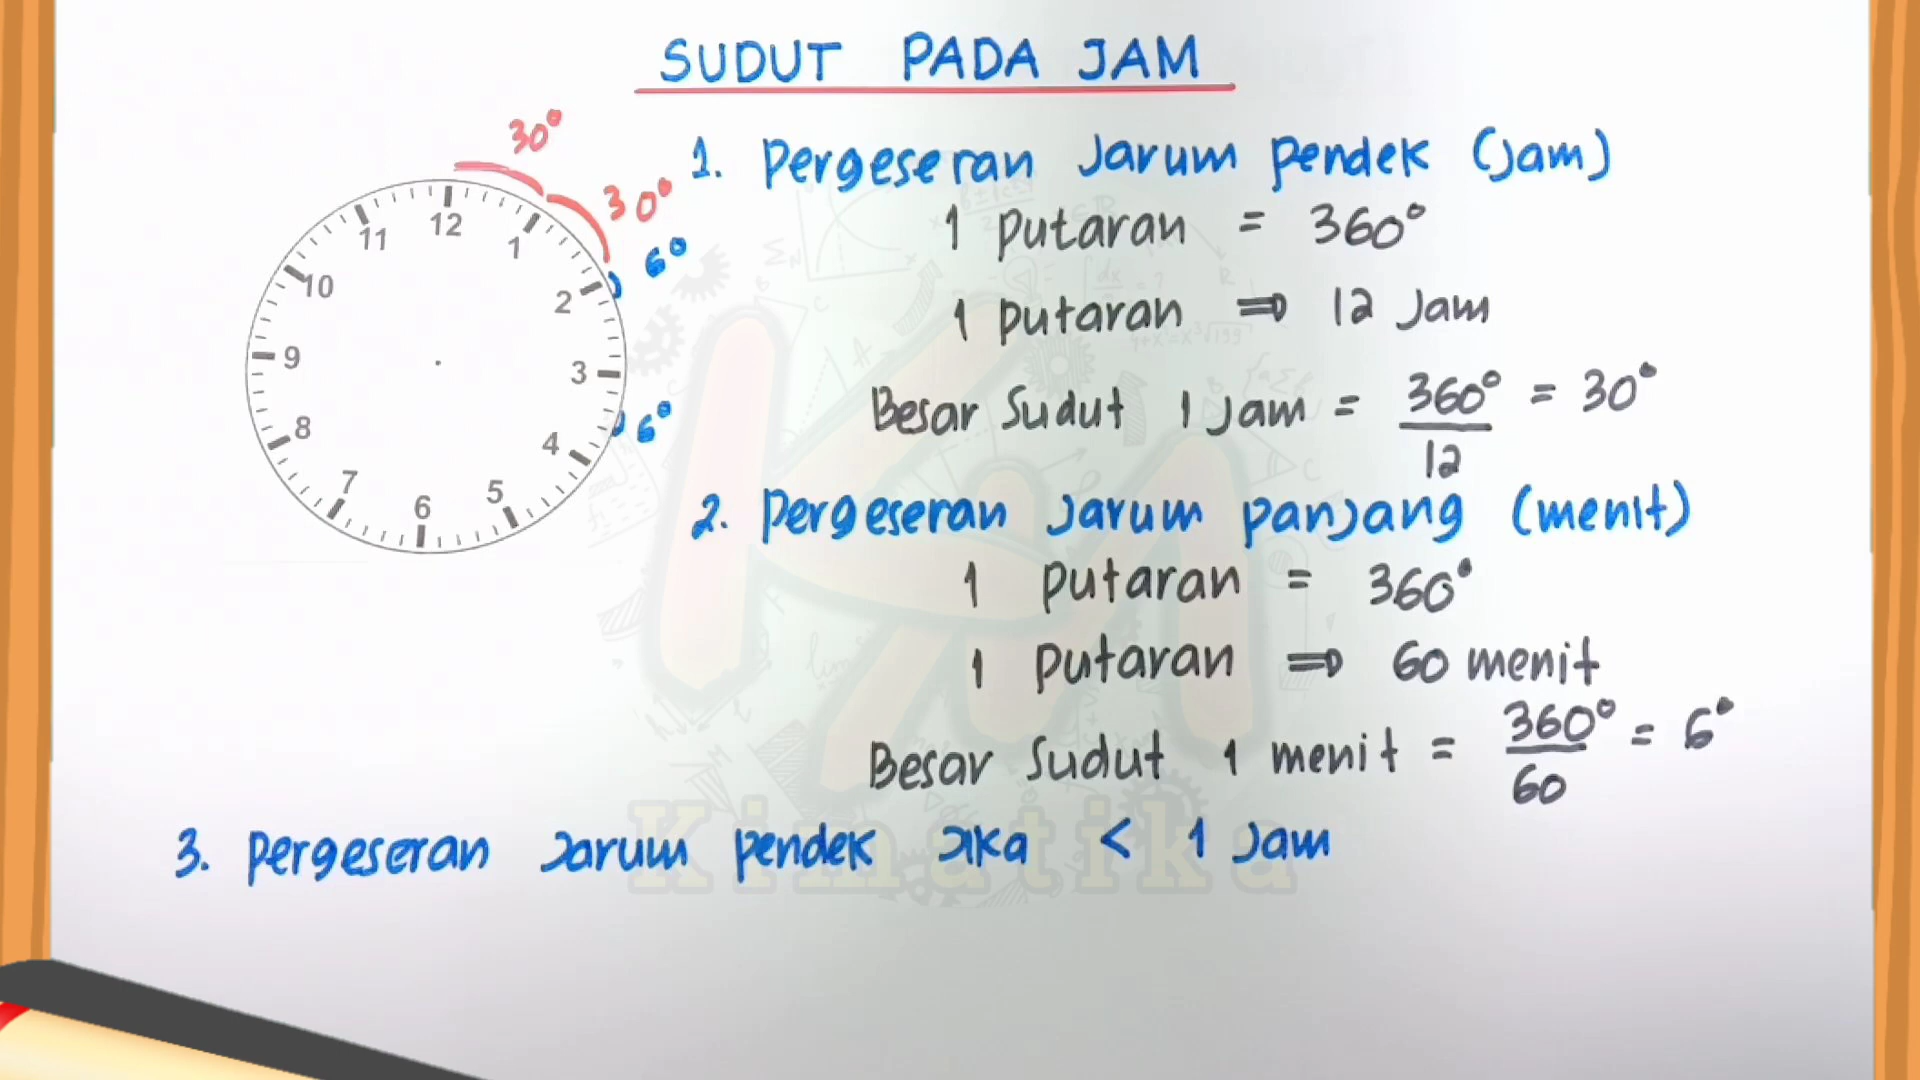 SUDUT PADA JAM
30°
30°
6°
6°
12
1
2
3
4
5
6
7
8
9
10
11
1. Pergeseran Jarum Pendek (Jam)
1 Putaran = 360°
1 Putaran ⇒ 12 Jam
Besar Sudut 1 Jam = 360°/12 = 30°
2. Pergeseran Jarum panjang (menit)
1 Putaran = 360°
1 Putaran ⇒ 60 menit
Besar Sudut 1 menit = 360°/60 = 6°
3. Pergeseran Jarum pendek Jika < 1 Jam
Kimatika